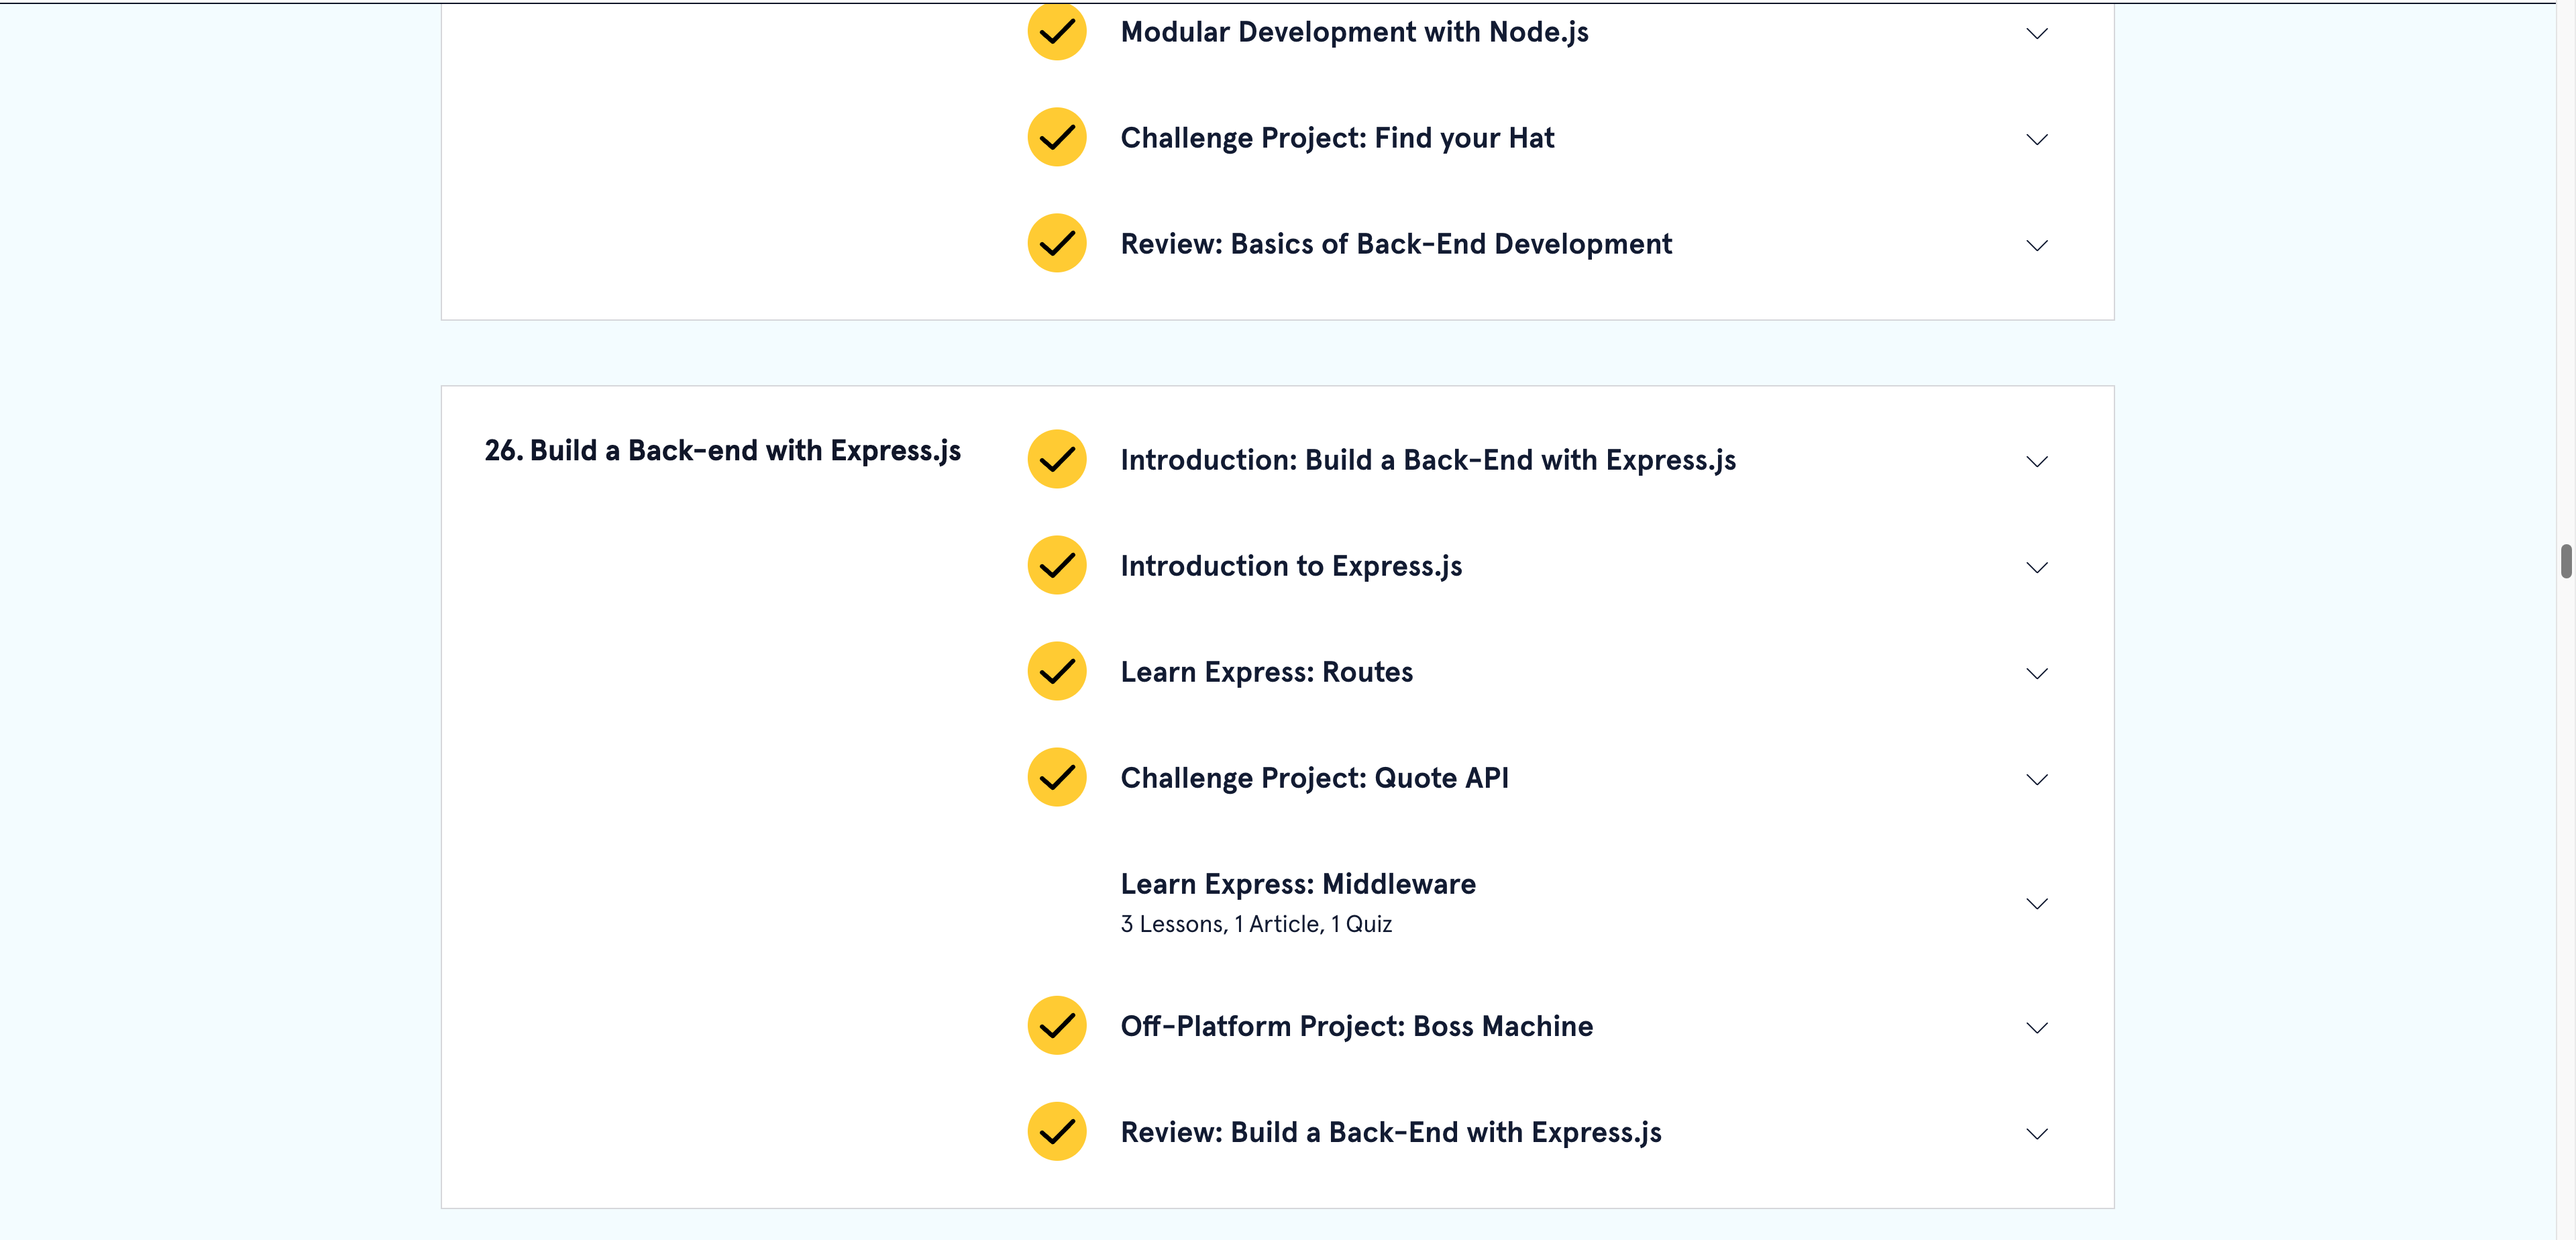 Modular Development with Node.js
Challenge Project: Find your Hat
Review: Basics of Back-End Development
26. Build a Back-end with Express.js
Introduction: Build a Back-End with Express.js
Introduction to Express.js
Learn Express: Routes
Challenge Project: Quote API
Learn Express: Middleware
3 Lessons, 1 Article, 1 Quiz
Off-Platform Project: Boss Machine
Review: Build a Back-End with Express.js